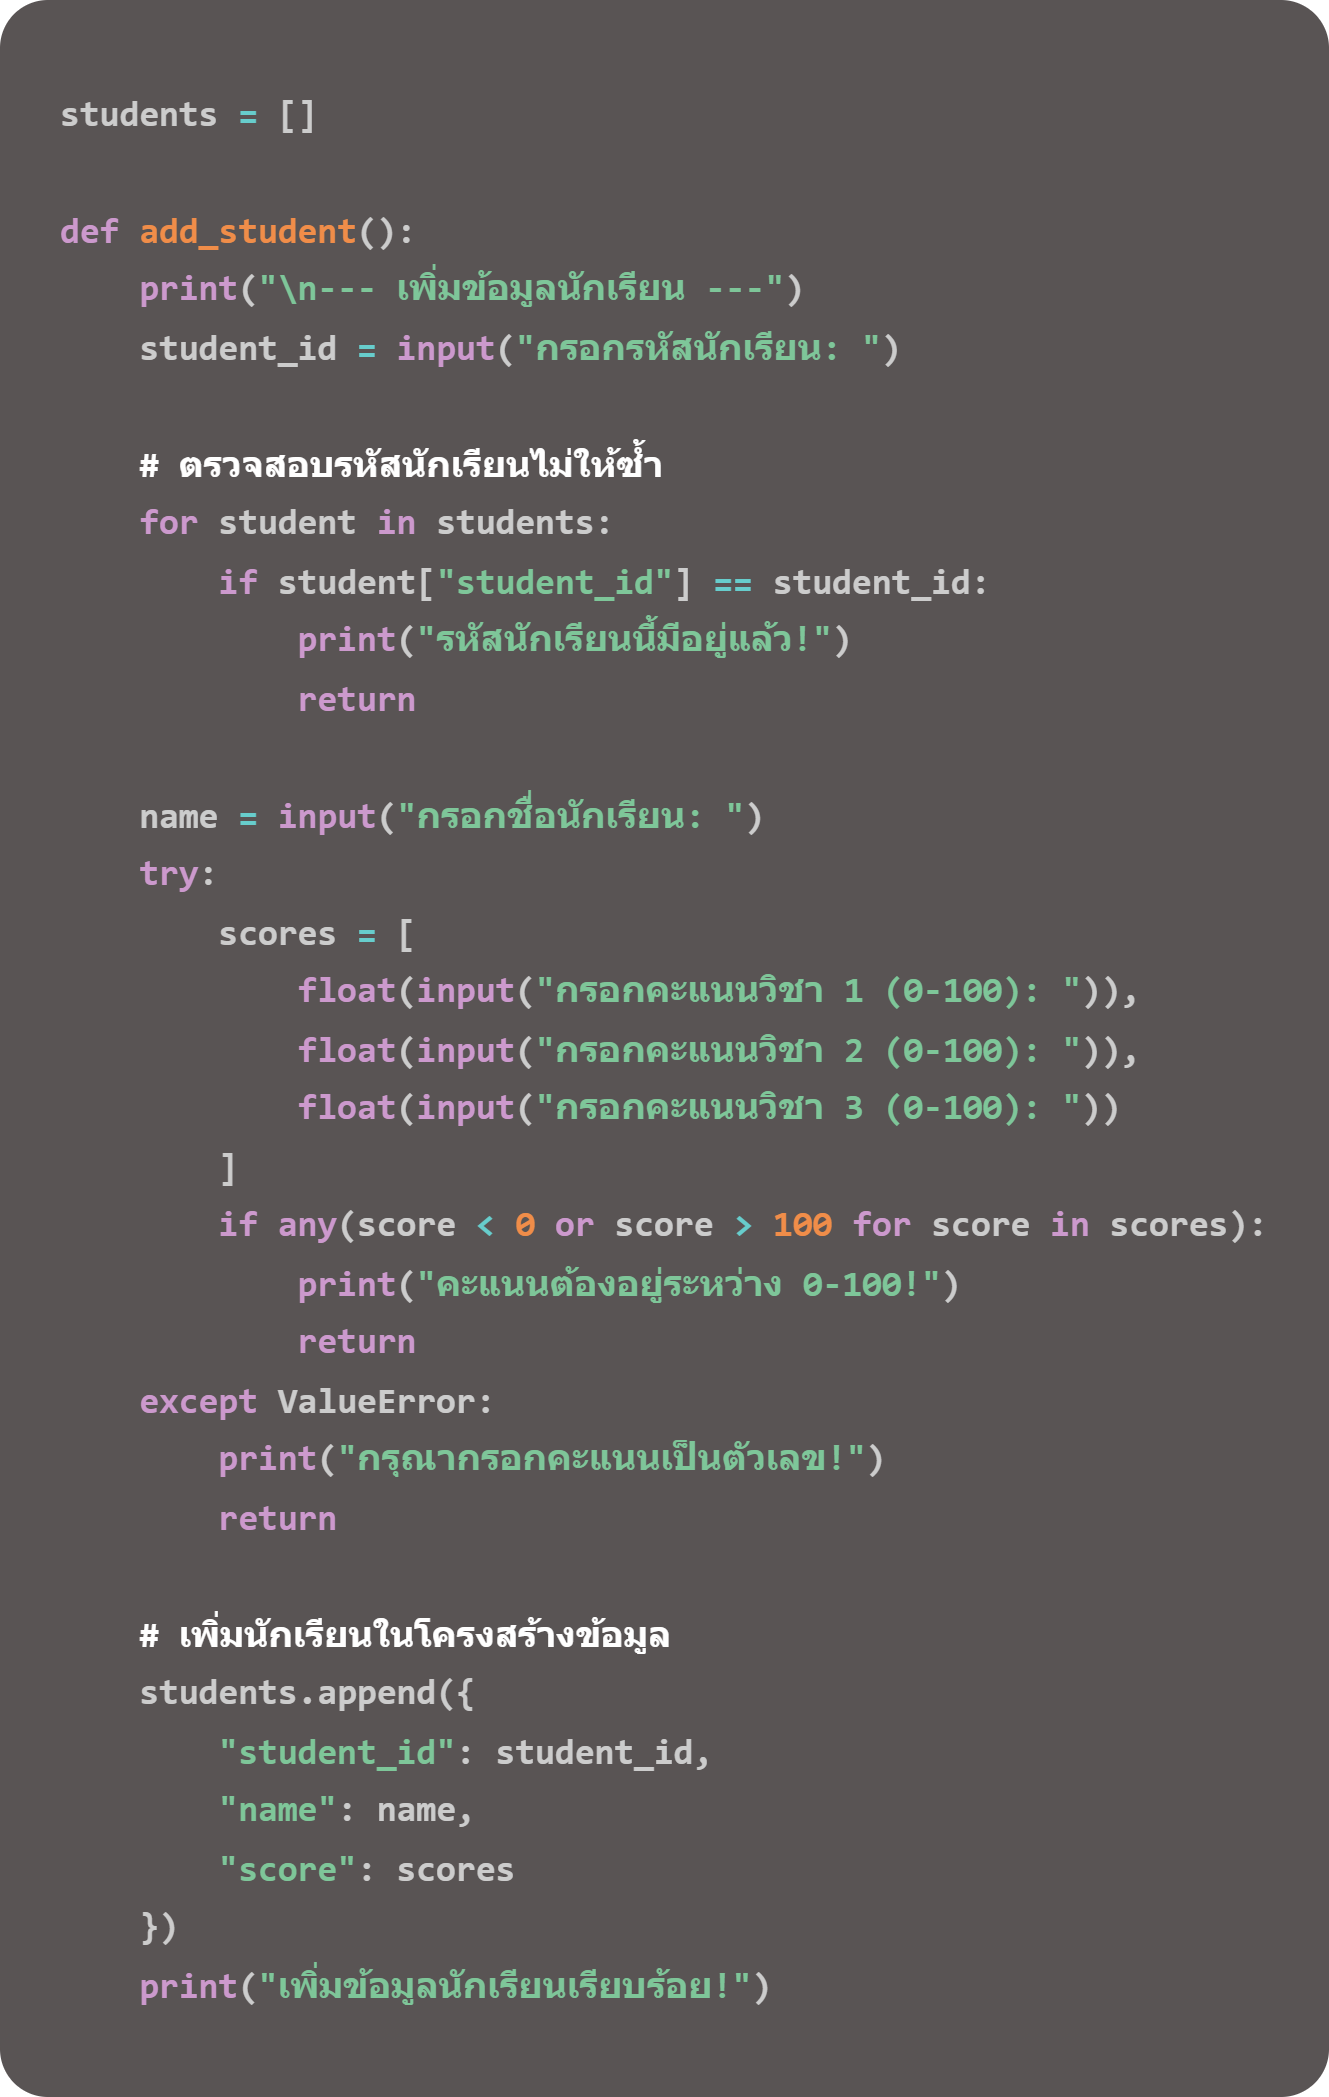 students = []

def add_student():
    print("\n--- เพิ่มข้อมูลนักเรียน ---")
    student_id = input("กรอกรหัสนักเรียน: ")

    # ตรวจสอบรหัสนักเรียนไม่ให้ซ้ำ
    for student in students:
        if student["student_id"] == student_id:
            print("รหัสนักเรียนนี้มีอยู่แล้ว!")
            return

    name = input("กรอกชื่อนักเรียน: ")
    try:
        scores = [
            float(input("กรอกคะแนนวิชา 1 (0-100): ")),
            float(input("กรอกคะแนนวิชา 2 (0-100): ")),
            float(input("กรอกคะแนนวิชา 3 (0-100): "))
        ]
        if any(score < 0 or score > 100 for score in scores):
            print("คะแนนต้องอยู่ระหว่าง 0-100!")
            return
    except ValueError:
        print("กรุณากรอกคะแนนเป็นตัวเลข!")
        return

    # เพิ่มนักเรียนในโครงสร้างข้อมูล
    students.append({
        "student_id": student_id,
        "name": name,
        "score": scores
    })
    print("เพิ่มข้อมูลนักเรียนเรียบร้อย!")